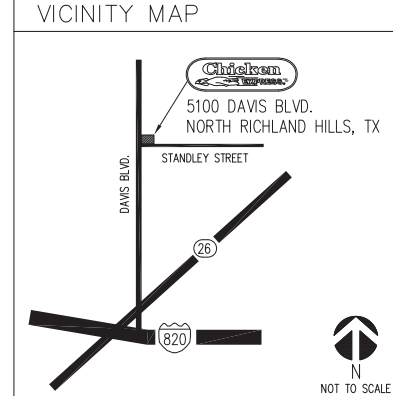 VICINITY MAP
Chicken
EXPRESS
5100 DAVIS BLVD.
NORTH RICHLAND HILLS, TX
STANDLEY STREET
DAVIS BLVD.
26
820
N
NOT TO SCALE